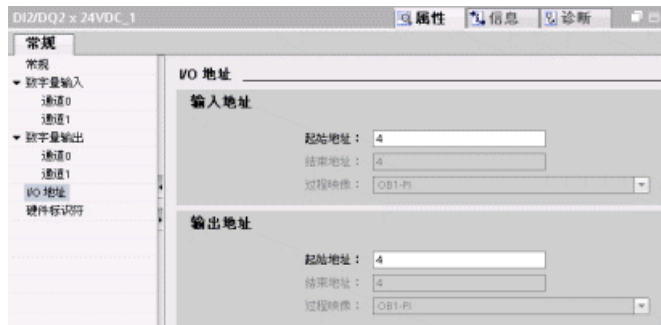 DI2/DQ2 x 24VDC_1
属性
信息
诊断
常规
常规
数字量输入
通道0
通道1
数字量输出
通道0
通道1
I/O 地址
硬件标识符
I/O 地址
输入地址
起始地址： 4
结束地址： 4
过程映像： OB1-PI
输出地址
起始地址： 4
结束地址： 4
过程映像： OB1-PI